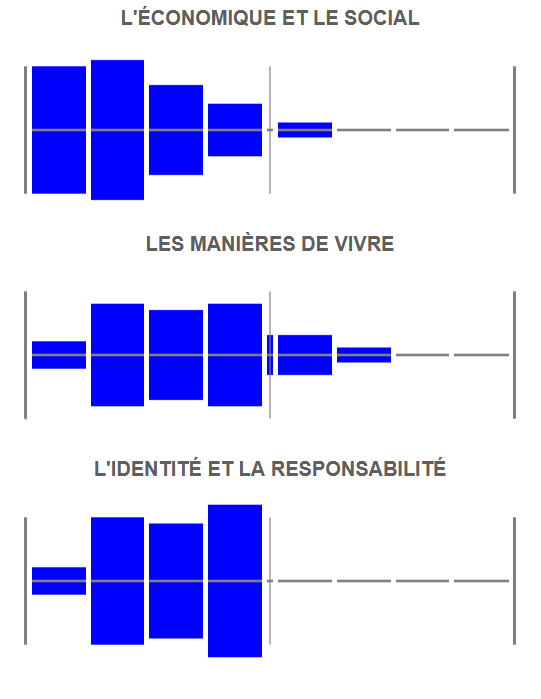 L'ÉCONOMIQUE ET LE SOCIAL
LES MANIÈRES DE VIVRE
L'IDENTITÉ ET LA RESPONSABILITÉ